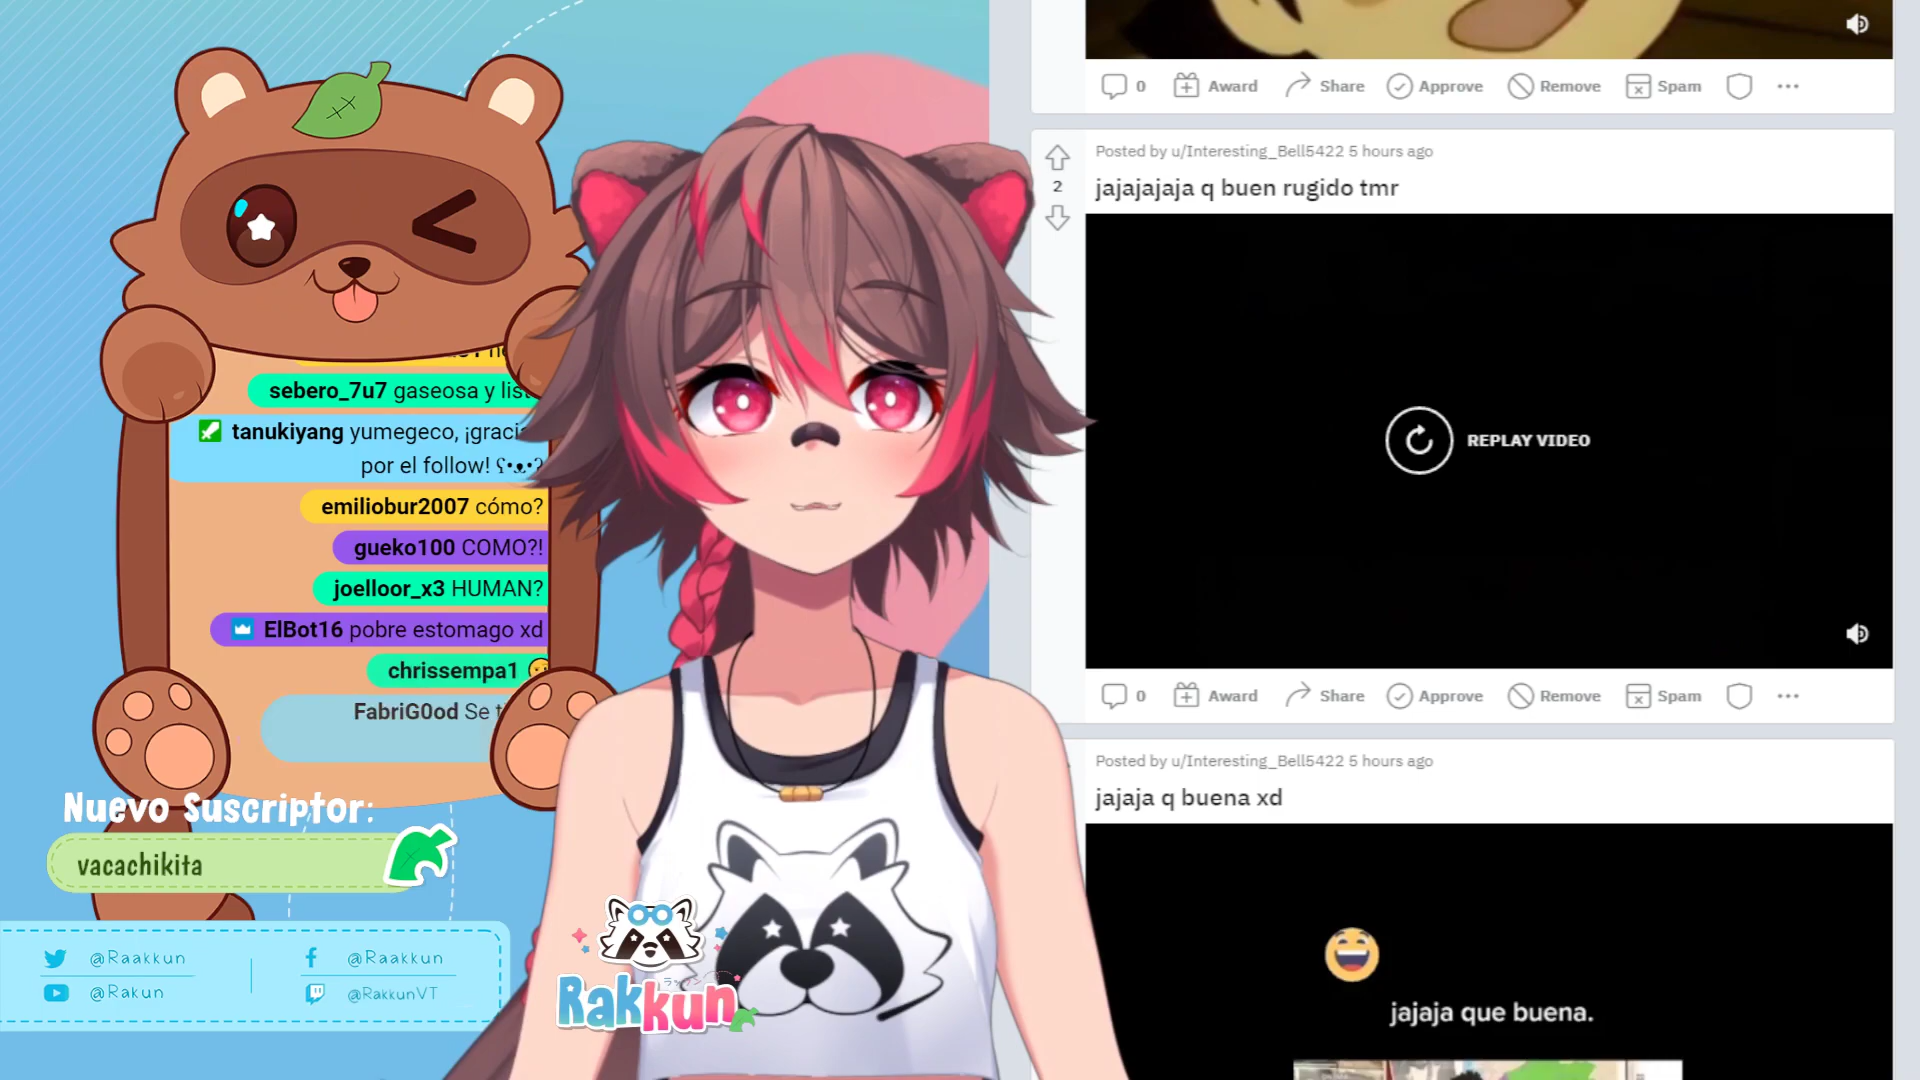 sebero_7u7 gaseosa y
tanukiyang yumegeco,
por el follow!
emiliobur2007 cómo?
gueko100 COMO?!
joelloor_x3 HUMAN?
ElBot16 pobre estomago xd
chrissempa1
FabriG0od Se
Nuevo Suscriptor:
vacachikita
@Raakkun
@Raakkun
@Rakun
@RakkunVT
Rakkun
0 Award Share Approve Remove Spam
Posted by u/Interesting_Bell5422 5 hours ago
2
jajajajaja q buen rugido tmr
REPLAY VIDEO
0 Award Share Approve Remove Spam
Posted by u/Interesting_Bell5422 5 hours ago
jajaja q buena xd
jajaja que buena.